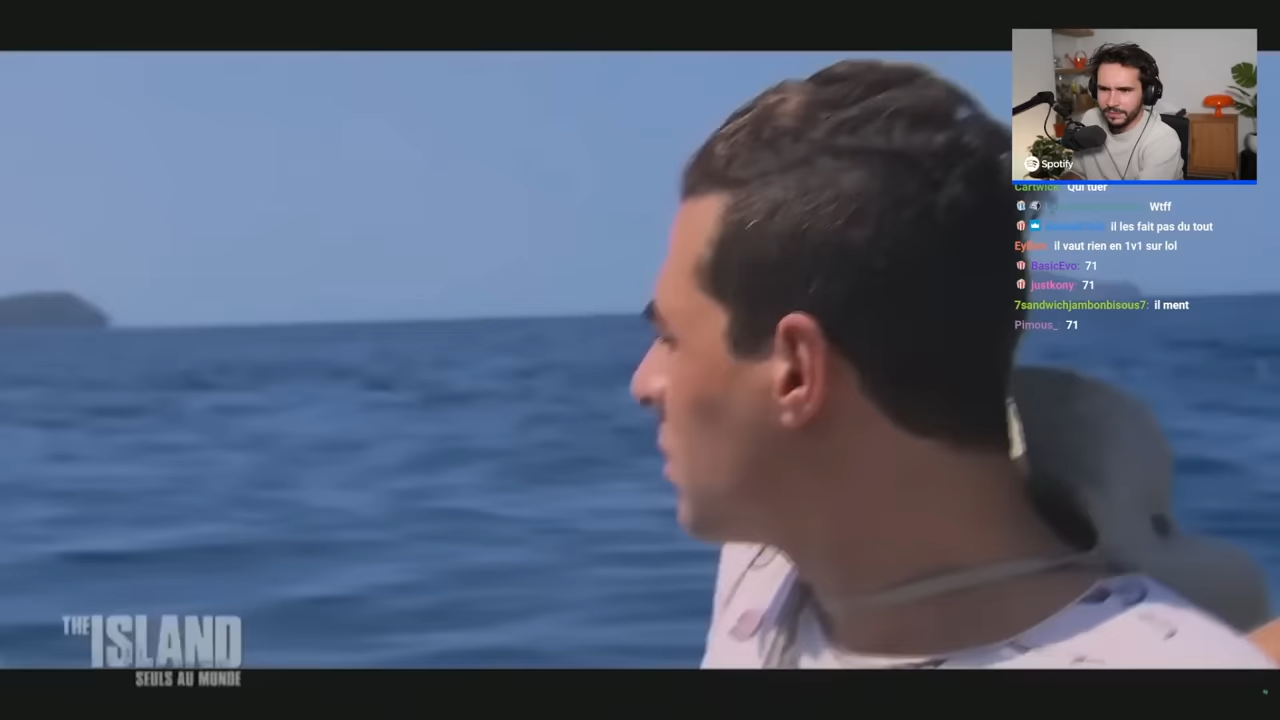 Spotify
Cartwick: Qui tuer
Wtff
il les fait pas du tout
il vaut rien en 1v1 sur lol
BasicEvo: 71
justkony 71
7sandwichjambonbisous7: il ment
Pimous_ 71
THE ISLAND
SEULS AU MONDE